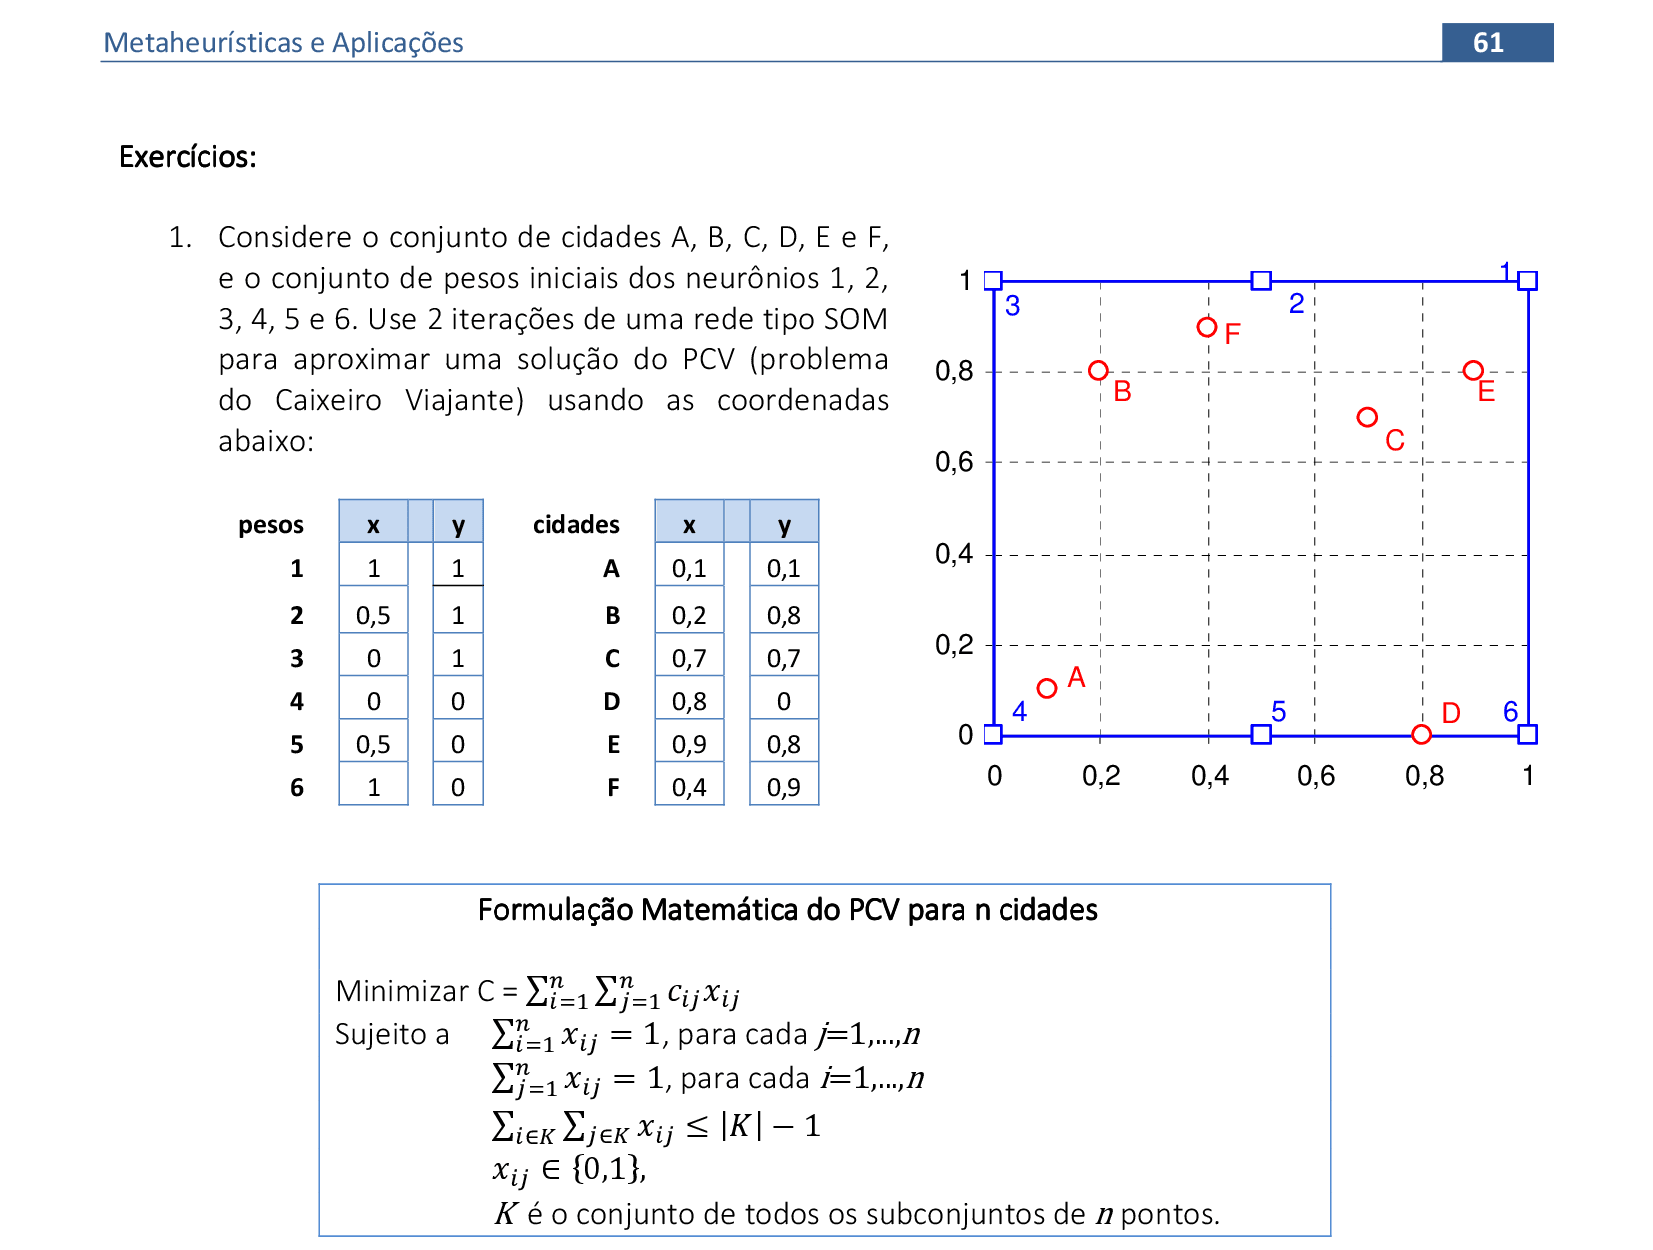 Metaheurísticas e Aplicações 61
Exercícios:
1. Considere o conjunto de cidades A, B, C, D, E e F,
e o conjunto de pesos iniciais dos neurônios 1, 2,
3, 4, 5 e 6. Use 2 iterações de uma rede tipo SOM
para aproximar uma solução do PCV (problema
do Caixeiro Viajante) usando as coordenadas
abaixo:
pesos x y cidades x y
1 1 1 A 0,1 0,1
2 0,5 1 B 0,2 0,8
3 0 1 C 0,7 0,7
4 0 0 D 0,8 0
5 0,5 0 E 0,9 0,8
6 1 0 F 0,4 0,9
1 3 2 1
F
0,8 B E
C
0,6
0,4
0,2
A
4 5 D 6
0
0 0,2 0,4 0,6 0,8 1
Formulação Matemática do PCV para n cidades
Minimizar C = $\sum_{i=1}^{n} \sum_{j=1}^{n} c_{ij} x_{ij}$
Sujeito a $\sum_{i=1}^{n} x_{ij} = 1$, para cada j=1,...,n
$\sum_{j=1}^{n} x_{ij} = 1$, para cada i=1,...,n
$\sum_{i \in K} \sum_{j \in K} x_{ij} \leq |K| - 1$
$x_{ij} \in \{0,1\}$,
K é o conjunto de todos os subconjuntos de n pontos.